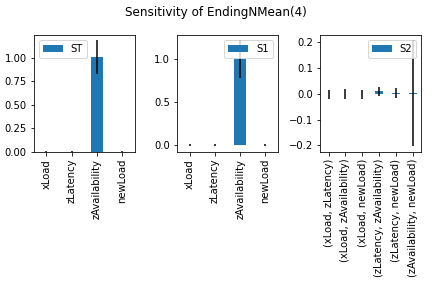 Sensitivity of EndingNMean(4)
ST
1.00
0.75
0.50
0.25
0.00
xLoad
zLatency
zAvailability
newLoad
S1
1.0
0.5
0.0
xLoad
zLatency
zAvailability
newLoad
S2
0.2
0.1
0.0
−0.1
−0.2
(xLoad, zLatency)
(xLoad, zAvailability)
(xLoad, newLoad)
(zLatency, zAvailability)
(zLatency, newLoad)
(zAvailability, newLoad)